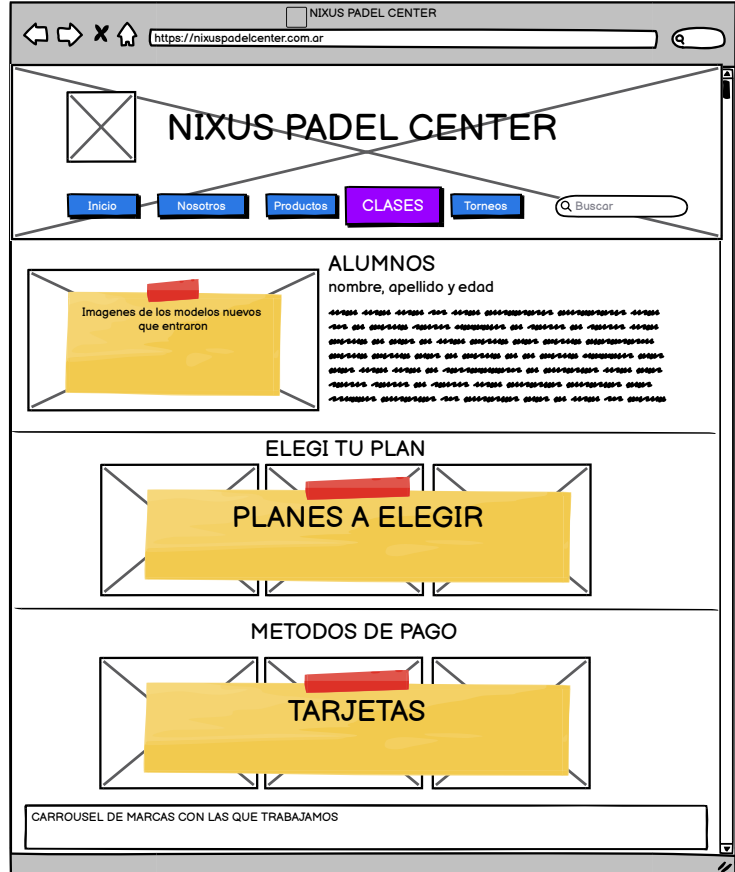 NIXUS PADEL CENTER
https://nixuspadelcenter.com.ar
NIXUS PADEL CENTER
Inicio
Nosotros
Productos
CLASES
Torneos
Buscar
ALUMNOS
nombre, apellido y edad
Imagenes de los modelos nuevos
que entraron
ELEGI TU PLAN
PLANES A ELEGIR
METODOS DE PAGO
TARJETAS
CARROUSEL DE MARCAS CON LAS QUE TRABAJAMOS